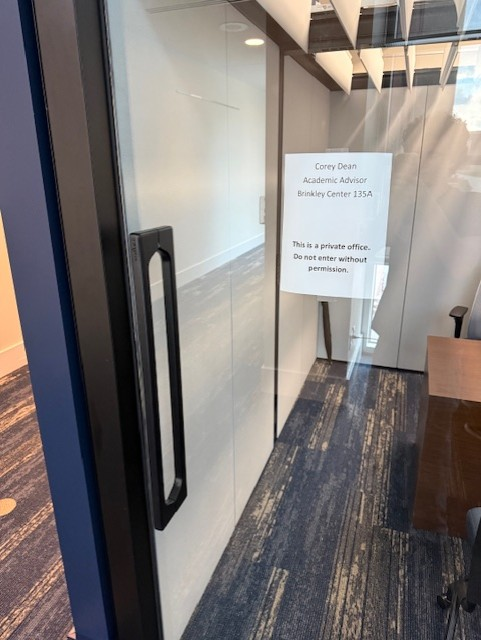 Corey Dean
Academic Advisor
Brinkley Center 135A
This is a private office.
Do not enter without
permission.